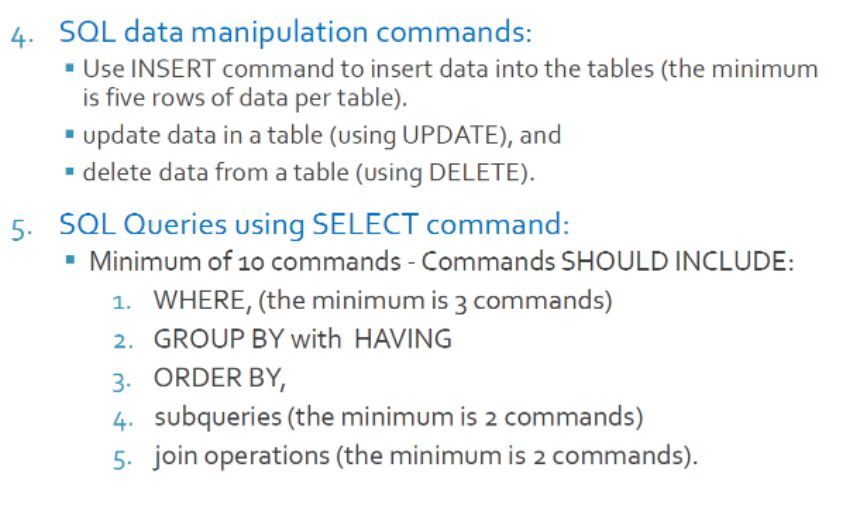 4. SQL data manipulation commands:
▪ Use INSERT command to insert data into the tables (the minimum
is five rows of data per table).
▪ update data in a table (using UPDATE), and
▪ delete data from a table (using DELETE).
5. SQL Queries using SELECT command:
▪ Minimum of 10 commands - Commands SHOULD INCLUDE:
1. WHERE, (the minimum is 3 commands)
2. GROUP BY with HAVING
3. ORDER BY,
4. subqueries (the minimum is 2 commands)
5. join operations (the minimum is 2 commands).